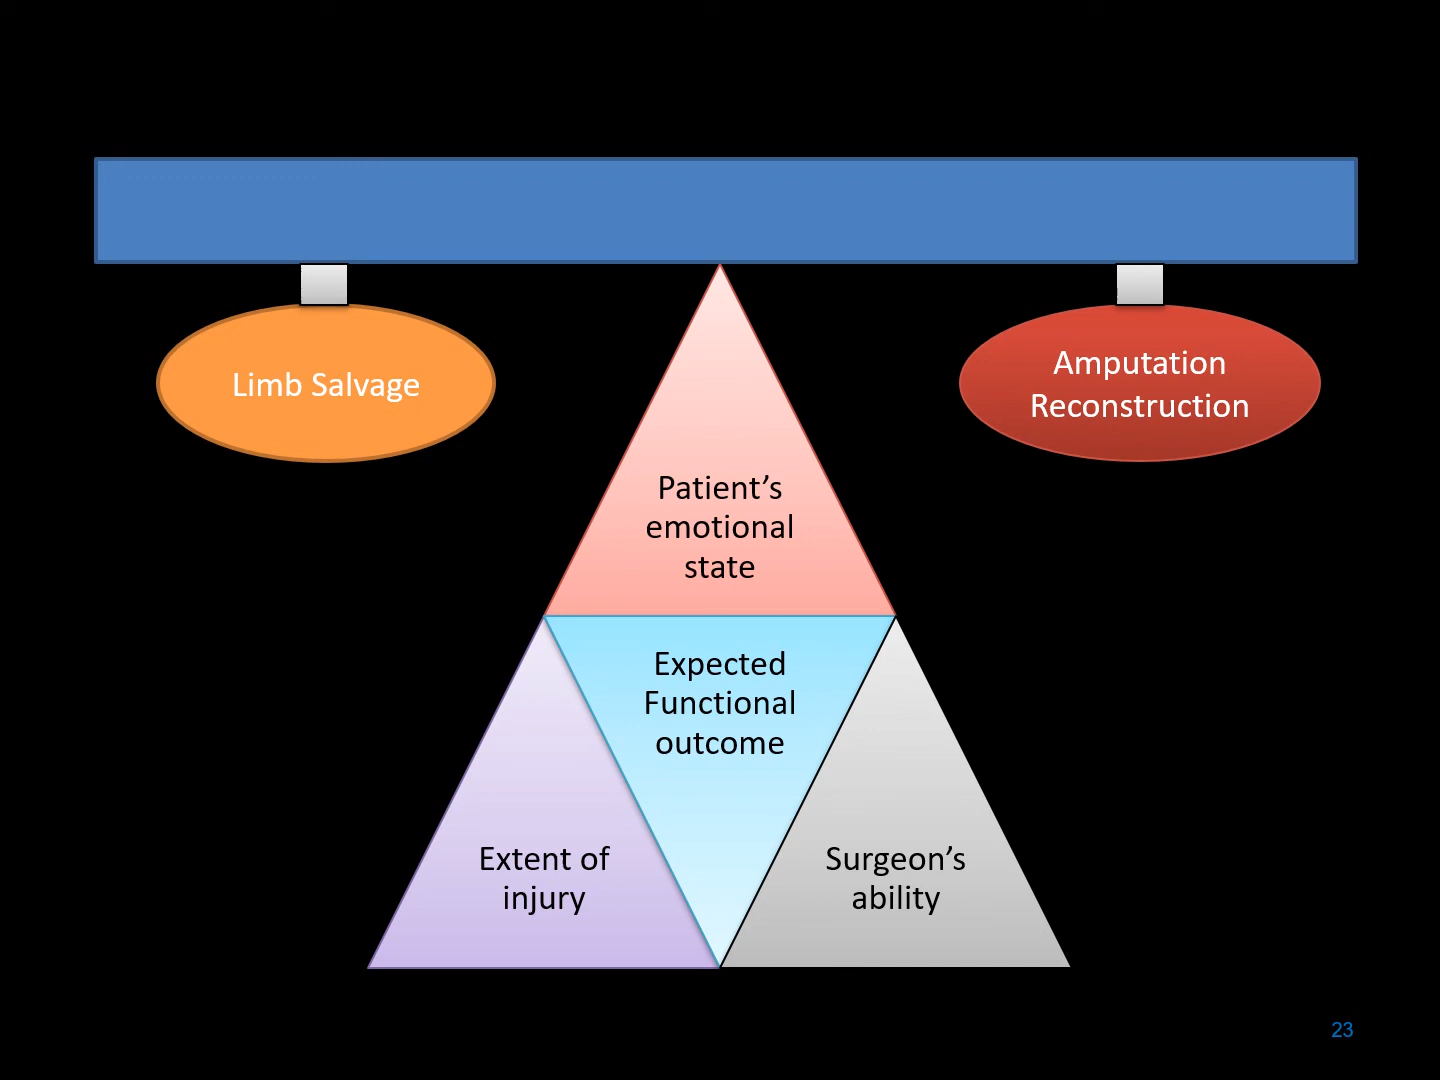 Limb Salvage
Amputation
Reconstruction
Patient’s
emotional
state
Expected
Functional
outcome
Extent of
injury
Surgeon’s
ability
23